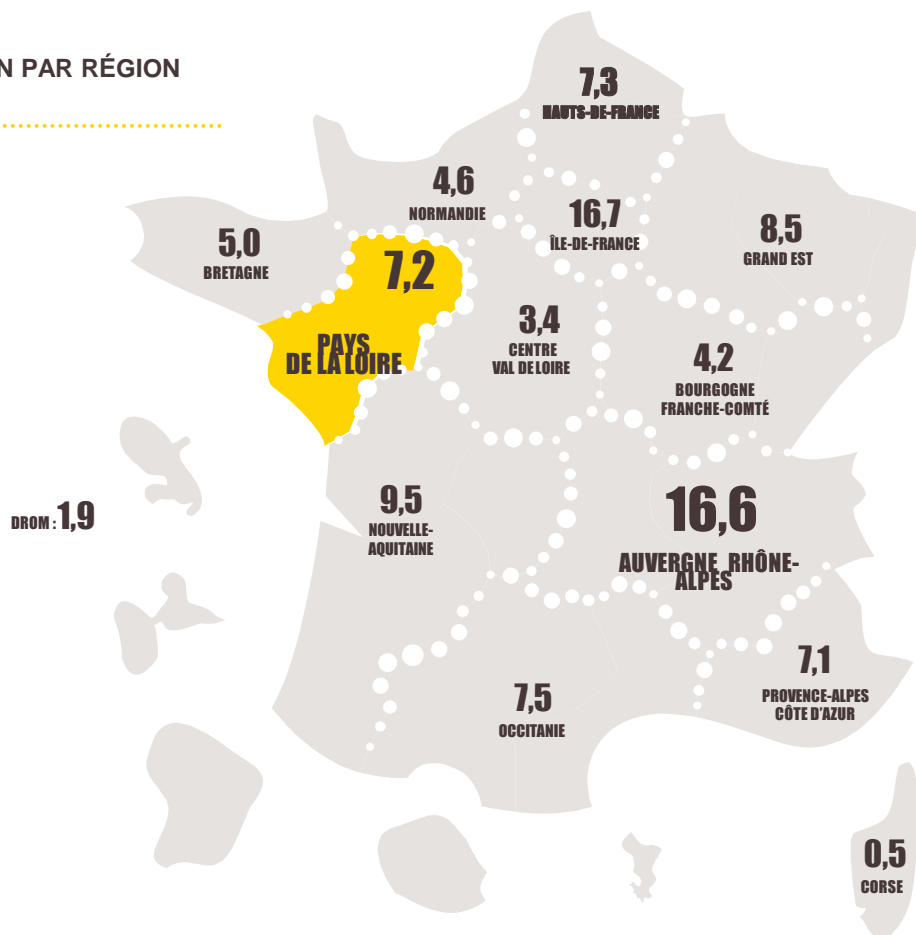 N PAR RÉGION
7,3
HAUTS-DE-FRANCE
4,6
NORMANDIE
16,7
ÎLE-DE-FRANCE
8,5
GRAND EST
5,0
BRETAGNE
7,2
PAYS
DE LA LOIRE
3,4
CENTRE
VAL DE LOIRE
4,2
BOURGOGNE
FRANCHE-COMTÉ
DROM : 1,9
9,5
NOUVELLE-
AQUITAINE
16,6
AUVERGNE RHÔNE-
ALPES
7,1
PROVENCE-ALPES
CÔTE D'AZUR
7,5
OCCITANIE
0,5
CORSE